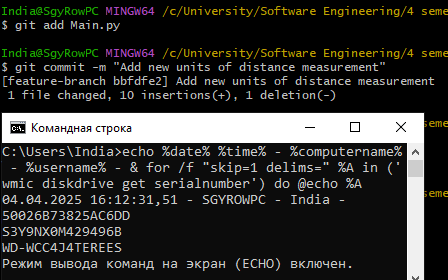 India@SgyRowPC MINGW64 /c/University/Software Engineering/4 seme
$ git add Main.py
India@SgyRowPC MINGW64 /c/University/Software Engineering/4 seme
$ git commit -m "Add new units of distance measurement"
[feature-branch bbfdfe2] Add new units of distance measurement
1 file changed, 10 insertions(+), 1 deletion(-)
Командная строка
C:\Users\India>echo %date% %time% - %computername%
- %username% - & for /f "skip=1 delims=" %A in ('
wmic diskdrive get serialnumber') do @echo %A
04.04.2025 16:12:31,51 - SGYROWPC - India -
50026B73825AC6DD
S3Y9NX0M429496B
WD-WCC4J4TEREES
Режим вывода команд на экран (ECHO) включен.
seme
seme
seme